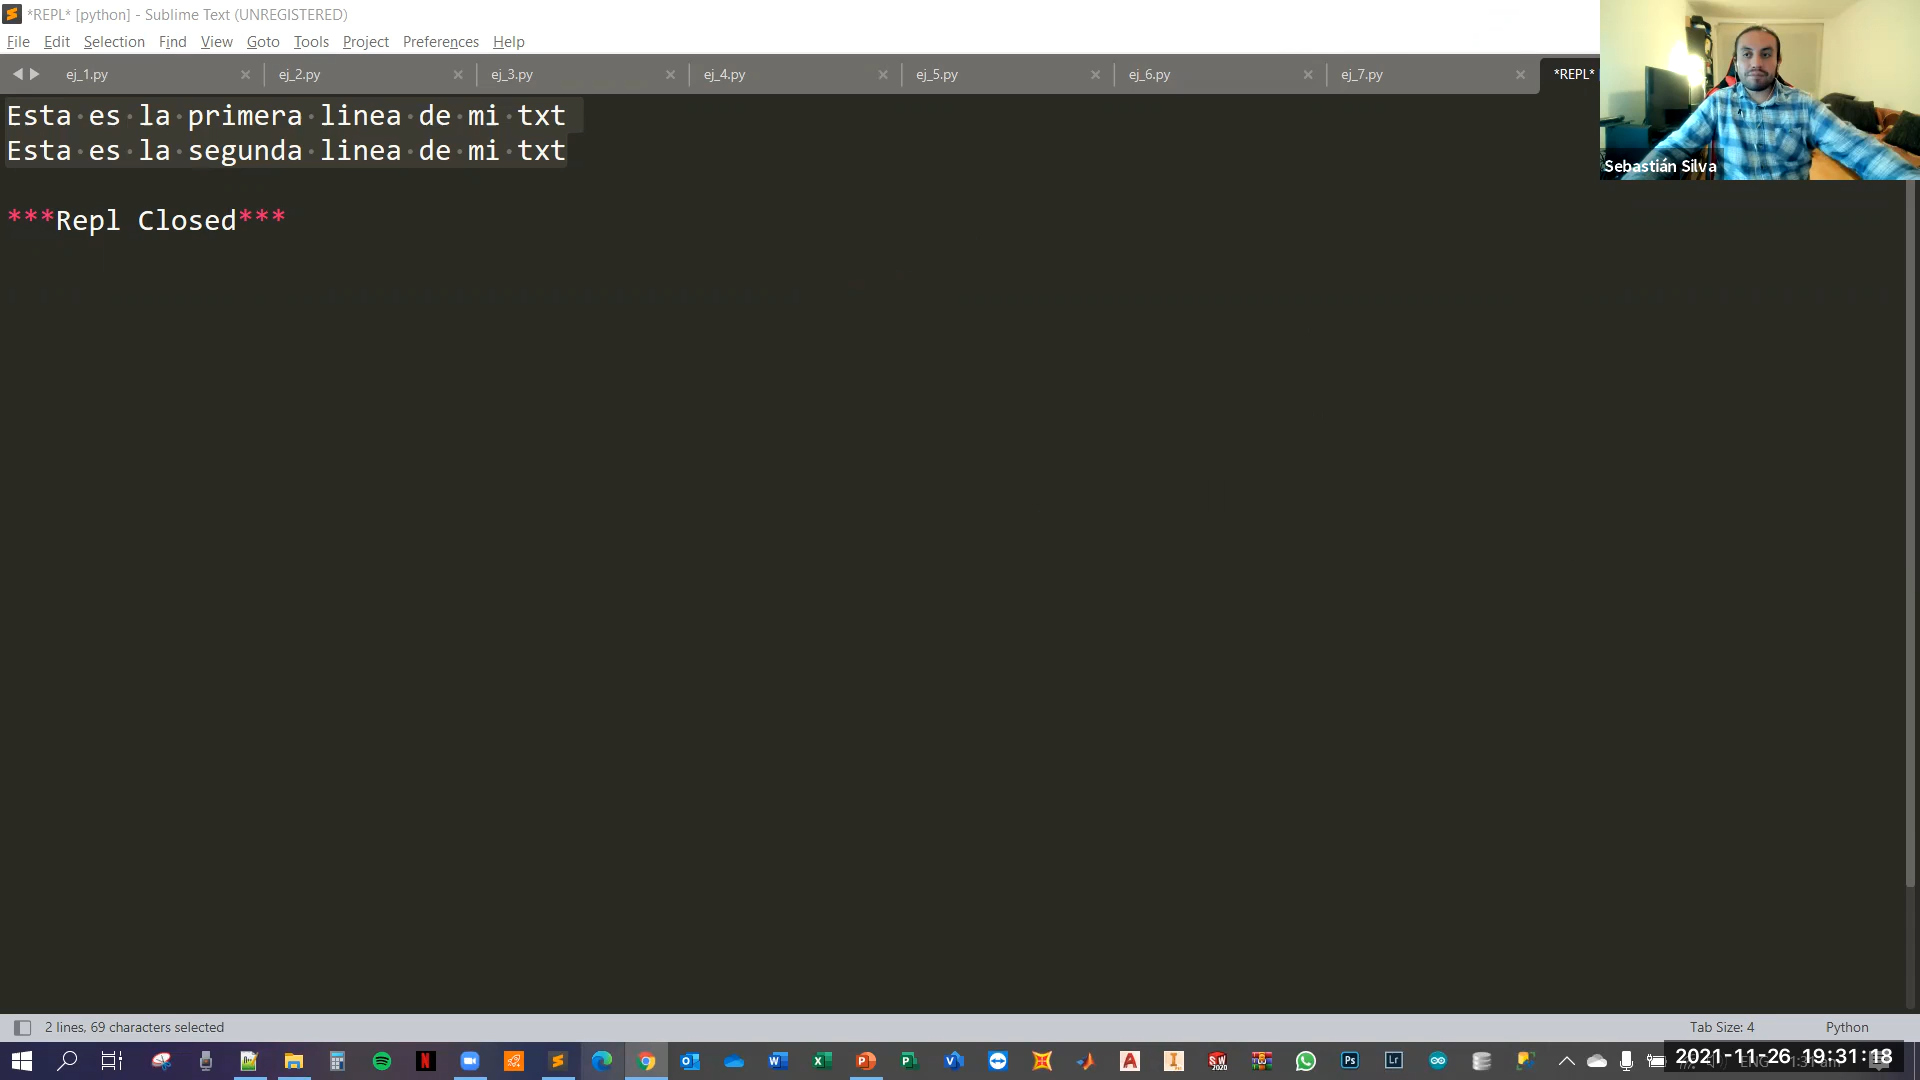 *REPL* [python] - Sublime Text (UNREGISTERED)
File Edit Selection Find View Goto Tools Project Preferences Help
ej_1.py ej_2.py ej_3.py ej_4.py ej_5.py ej_6.py ej_7.py *REPL*
Esta es la primera linea de mi txt
Esta es la segunda linea de mi txt
Sebastián Silva
***Repl Closed***
2 lines, 69 characters selected Tab Size: 4 Python
2021-11-26 19:31:18